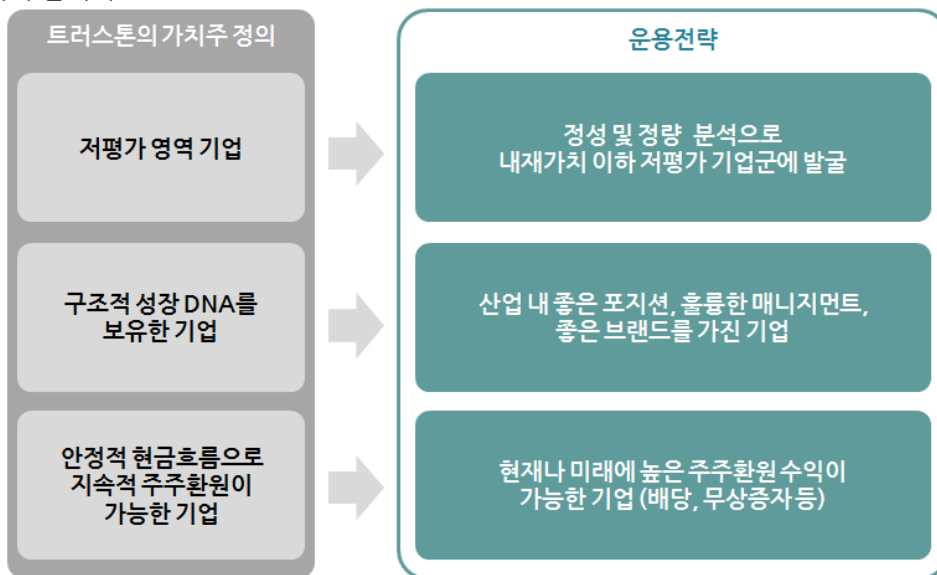 트러스톤의 가치주 정의
운용전략
저평가 영역 기업
정성 및 정량 분석으로
내재가치 이하 저평가 기업군에 발굴
구조적 성장 DNA를
보유한 기업
산업 내 좋은 포지션, 훌륭한 매니지먼트,
좋은 브랜드를 가진 기업
안정적 현금흐름으로
지속적 주주환원이
가능한 기업
현재나 미래에 높은 주주환원 수익이
가능한 기업 (배당, 무상증자 등)